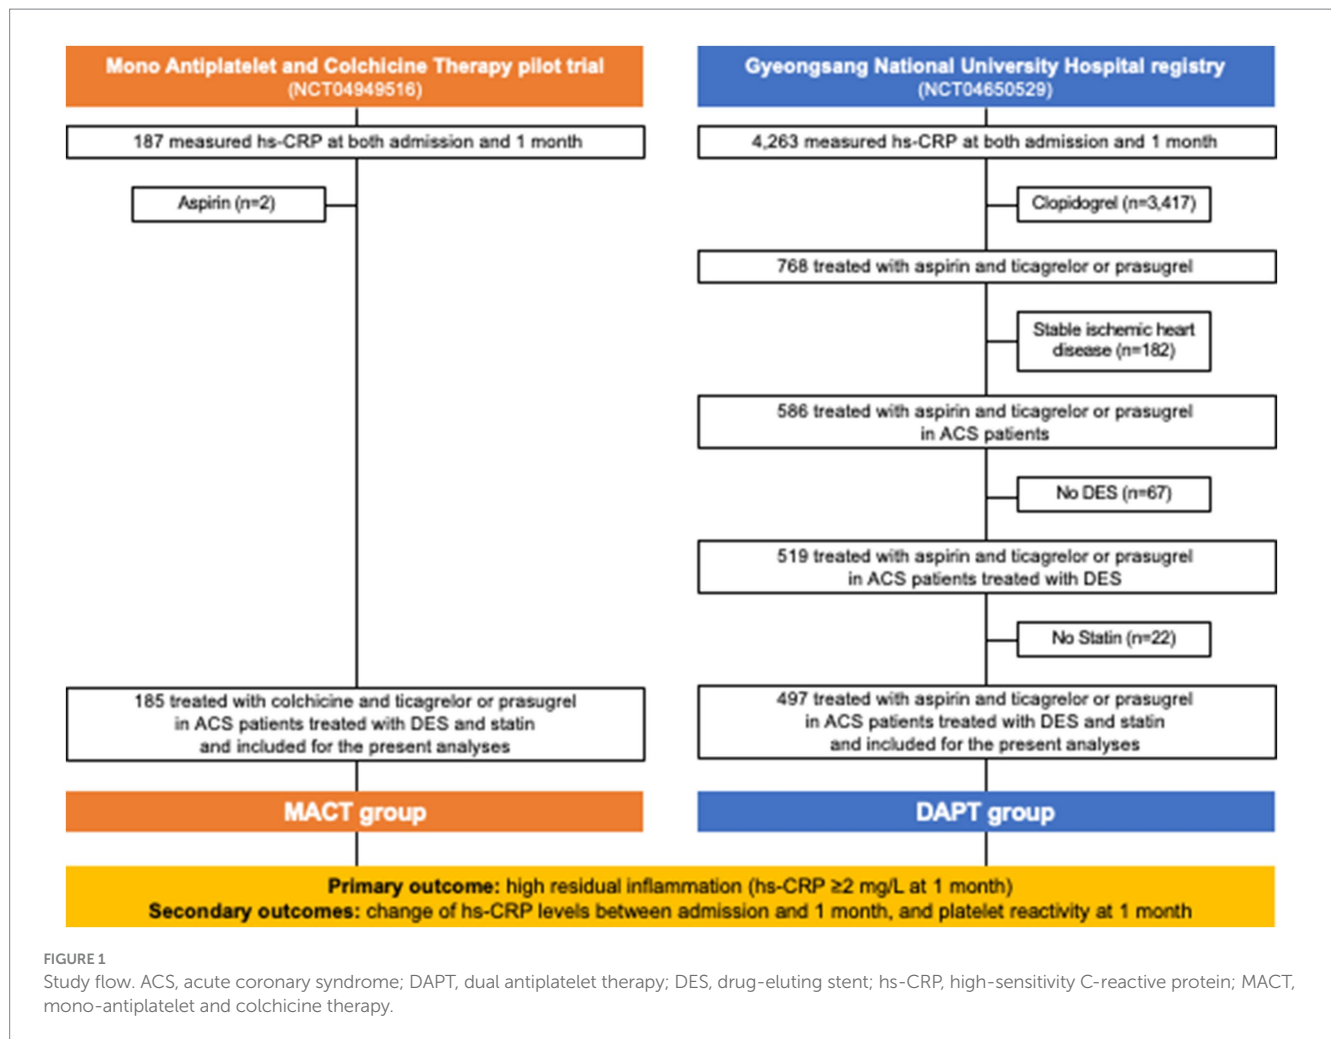 Mono Antiplatelet and Colchicine Therapy pilot trial
(NCT04949516)
187 measured hs-CRP at both admission and 1 month
Aspirin (n=2)
185 treated with colchicine and ticagrelor or prasugrel
in ACS patients treated with DES and statin
and included for the present analyses
MACT group
Gyeongsang National University Hospital registry
(NCT04650529)
4,263 measured hs-CRP at both admission and 1 month
Clopidogrel (n=3,417)
768 treated with aspirin and ticagrelor or prasugrel
Stable ischemic heart
disease (n=182)
586 treated with aspirin and ticagrelor or prasugrel
in ACS patients
No DES (n=67)
519 treated with aspirin and ticagrelor or prasugrel
in ACS patients treated with DES
No Statin (n=22)
497 treated with aspirin and ticagrelor or prasugrel
in ACS patients treated with DES and statin
and included for the present analyses
DAPT group
Primary outcome: high residual inflammation (hs-CRP ≥2 mg/L at 1 month)
Secondary outcomes: change of hs-CRP levels between admission and 1 month, and platelet reactivity at 1 month
FIGURE 1
Study flow. ACS, acute coronary syndrome; DAPT, dual antiplatelet therapy; DES, drug-eluting stent; hs-CRP, high-sensitivity C-reactive protein; MACT,
mono-antiplatelet and colchicine therapy.